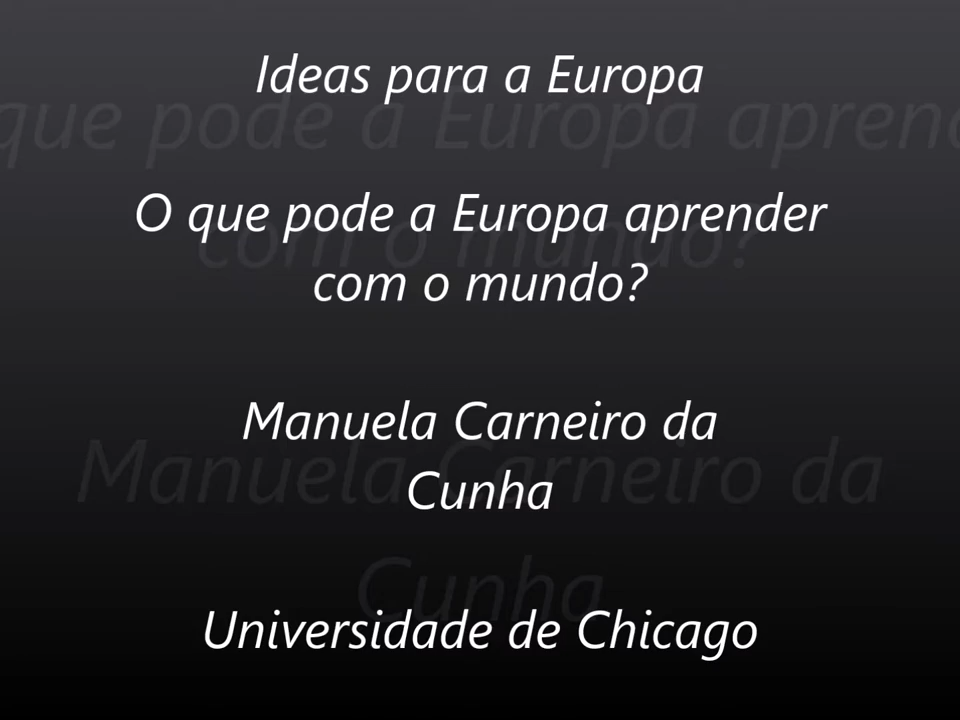 Ideas para a Europa
O que pode a Europa aprender
com o mundo?
Manuela Carneiro da
Cunha
Universidade de Chicago